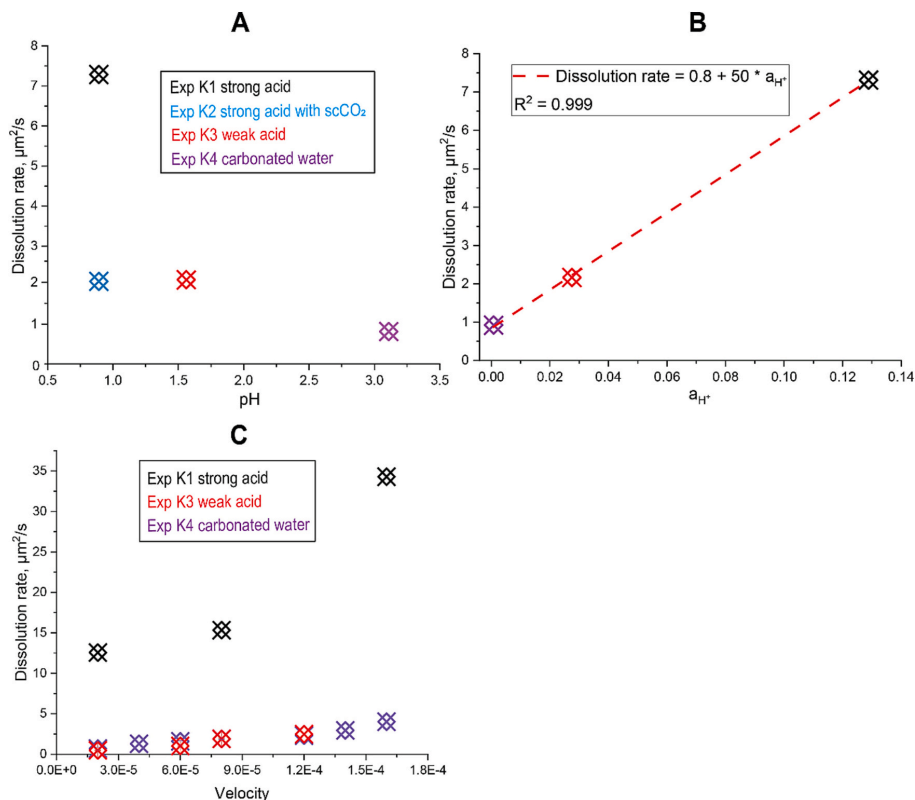 A
Dissolution rate, µm²/s
8
7
6
5
4
3
2
1
0
Exp K1 strong acid
Exp K2 strong acid with scCO₂
Exp K3 weak acid
Exp K4 carbonated water
0.5 1.0 1.5 2.0 2.5 3.0 3.5
pH
B
Dissolution rate, µm²/s
8
7
6
5
4
3
2
1
0
Dissolution rate = 0.8 + 50 * a_H⁺
R² = 0.999
0.00 0.02 0.04 0.06 0.08 0.10 0.12 0.14
a_H⁺
C
Dissolution rate, µm²/s
35
30
25
20
15
10
5
0
Exp K1 strong acid
Exp K3 weak acid
Exp K4 carbonated water
0.0E+0 3.0E-5 6.0E-5 9.0E-5 1.2E-4 1.5E-4 1.8E-4
Velocity